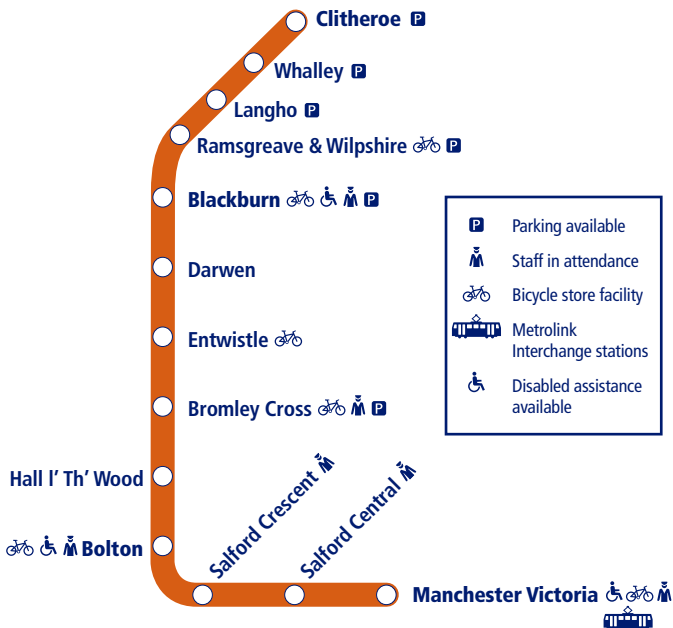 Clitheroe P
Whalley P
Langho P
Ramsgreave & Wilpshire P
Blackburn P
Darwen
Entwistle
Bromley Cross P
Hall I' Th' Wood
Bolton
Salford Crescent
Salford Central
Manchester Victoria
P Parking available
Staff in attendance
Bicycle store facility
Metrolink
Interchange stations
Disabled assistance
available